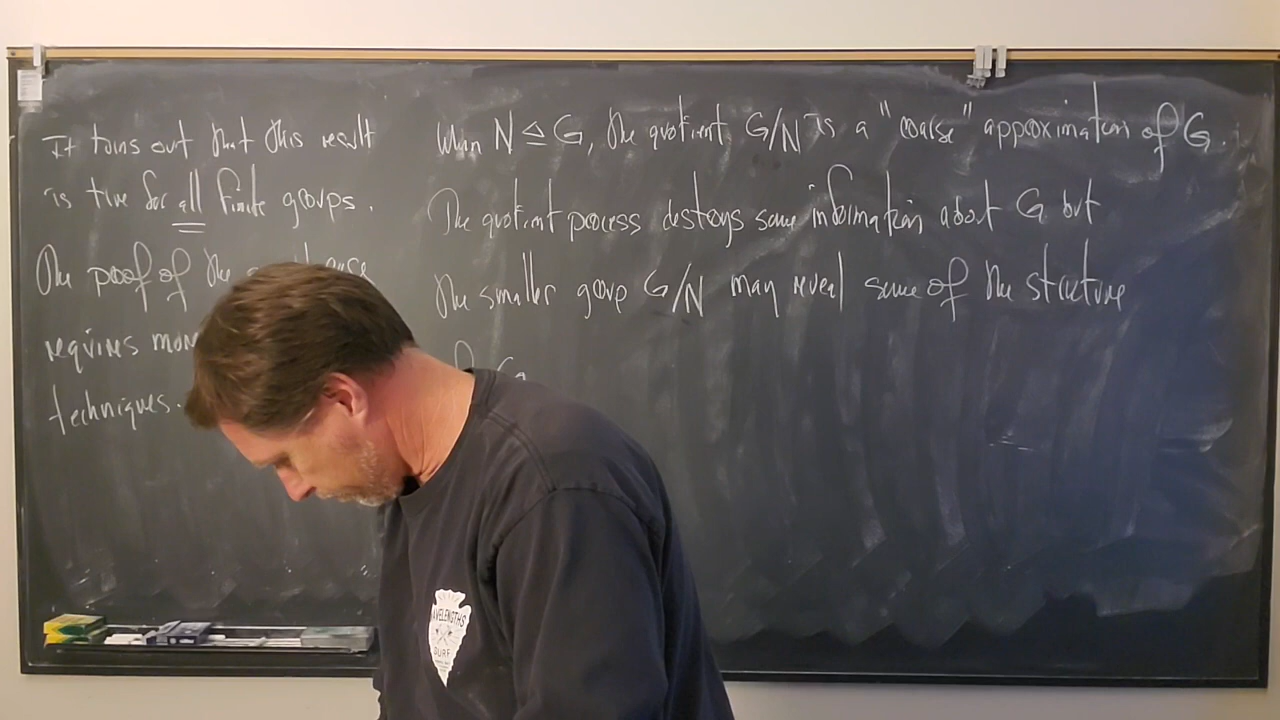 It turns out that this result
is true for all finite groups.
The proof of the
requires
techniques.
When N ⊴ G, the quotient G/N is a "coarse" approximation of G.
The quotient process destroys some information about G but
the smaller group G/N may reveal some of the structure
G
SURF